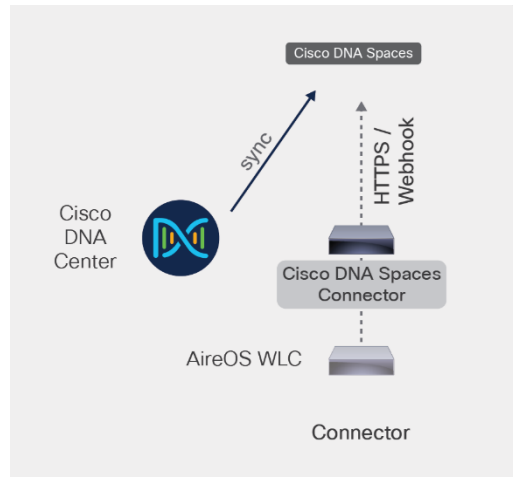 Cisco DNA Spaces
sync
HTTPS /
Webhook
Cisco
DNA
Center
Cisco DNA Spaces
Connector
AireOS WLC
Connector